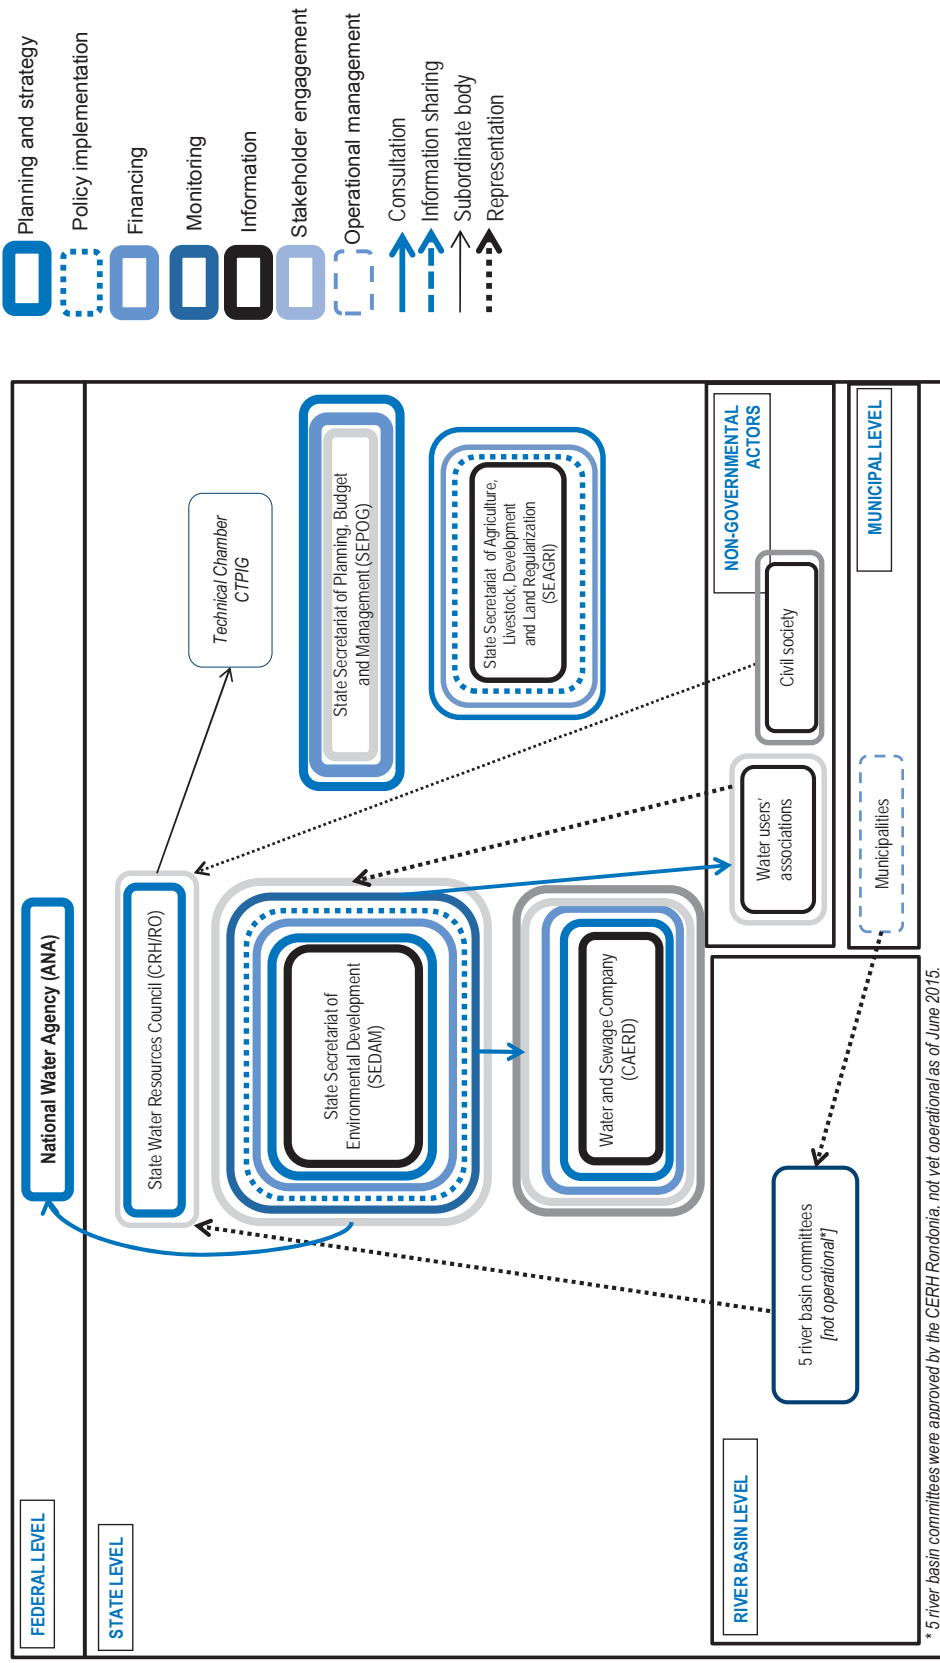 FEDERAL LEVEL
National Water Agency (ANA)
STATE LEVEL
State Water Resources Council (CRH/RO)
Technical Chamber
CTPIG
State Secretariat of
Environmental Development
(SEDAM)
State Secretariat of Planning, Budget
and Management (SEPOG)
State Secretariat of Agriculture,
Livestock, Development
and Land Regularization
(SEAGRI)
Water and Sewage Company
(CAERD)
RIVER BASIN LEVEL
5 river basin committees
[not operational*]
NON-GOVERNMENTAL
ACTORS
Water users'
associations
Civil society
MUNICIPAL LEVEL
Municipalities
* 5 river basin committees were approved by the CERH Rondonia, not yet operational as of June 2015.
Planning and strategy
Policy implementation
Financing
Monitoring
Information
Stakeholder engagement
Operational management
Consultation
Information sharing
Subordinate body
Representation